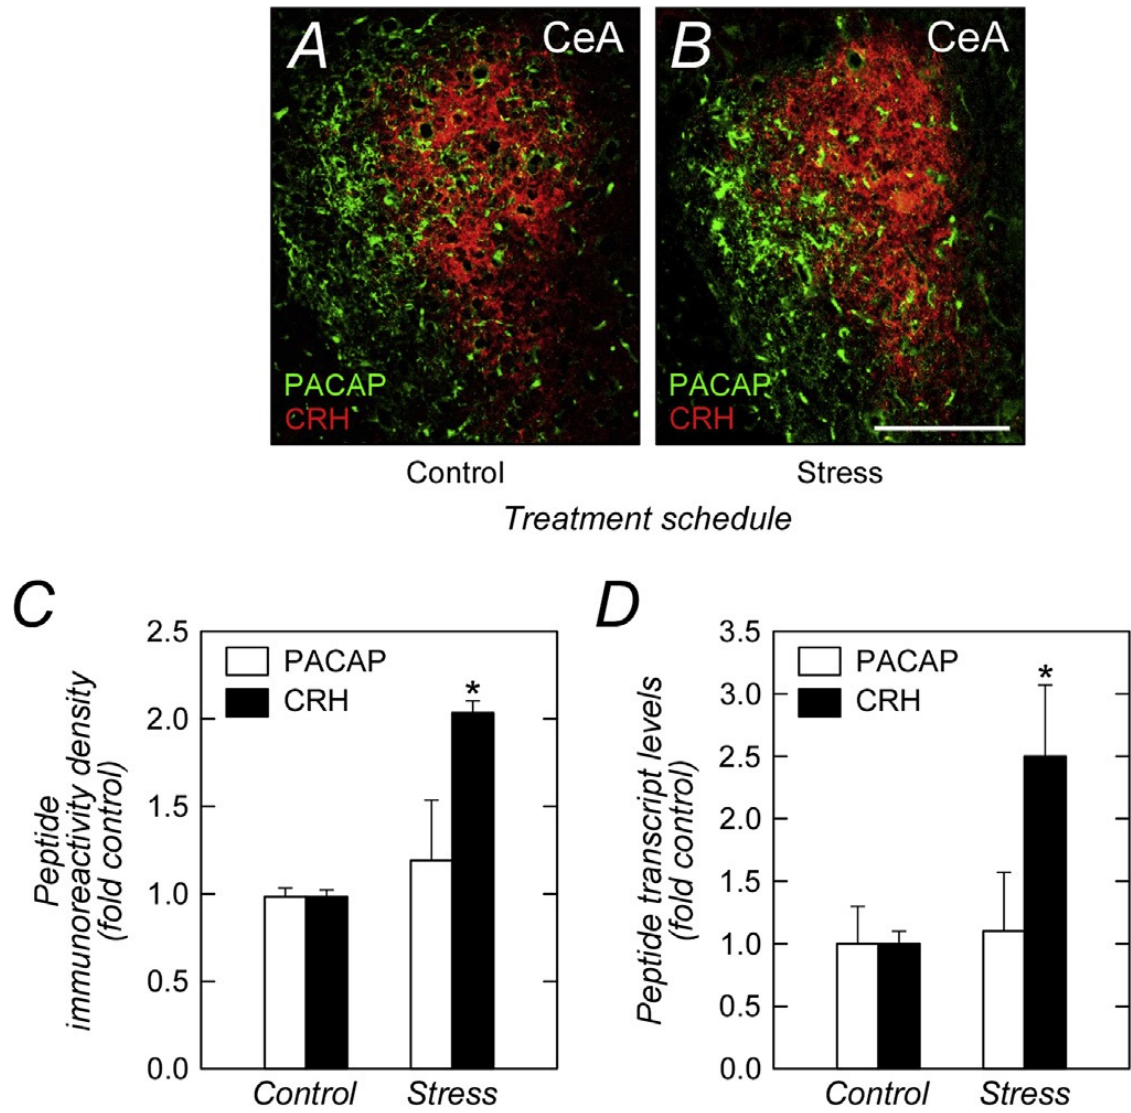 A
CeA
PACAP
CRH
B
CeA
PACAP
CRH
Control
Stress
Treatment schedule
C
Peptide
immunoreactivity density
(fold control)
2.5
2.0
1.5
1.0
0.5
0.0
PACAP
CRH
*
Control
Stress
D
Peptide transcript levels
(fold control)
3.5
3.0
2.5
2.0
1.5
1.0
0.5
0.0
PACAP
CRH
*
Control
Stress